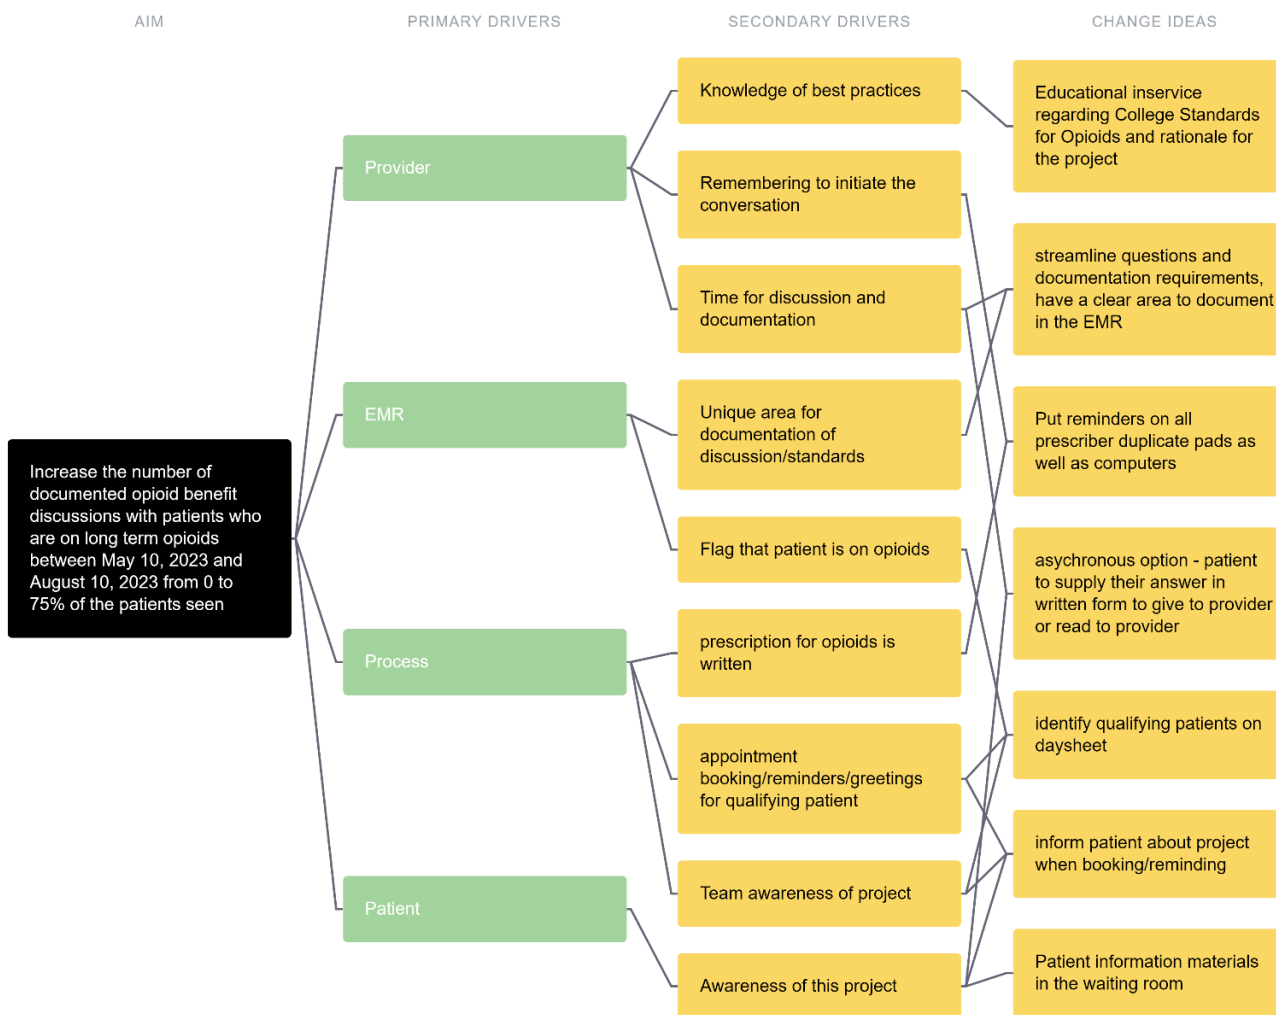 AIM
PRIMARY DRIVERS
SECONDARY DRIVERS
CHANGE IDEAS
Increase the number of
documented opioid benefit
discussions with patients who
are on long term opioids
between May 10, 2023 and
August 10, 2023 from 0 to
75% of the patients seen
Provider
EMR
Process
Patient
Knowledge of best practices
Remembering to initiate the
conversation
Time for discussion and
documentation
Unique area for
documentation of
discussion/standards
Flag that patient is on opioids
prescription for opioids is
written
appointment
booking/reminders/greetings
for qualifying patient
Team awareness of project
Awareness of this project
Educational inservice
regarding College Standards
for Opioids and rationale for
the project
streamline questions and
documentation requirements,
have a clear area to document
in the EMR
Put reminders on all
prescriber duplicate pads as
well as computers
asychronous option - patient
to supply their answer in
written form to give to provider
or read to provider
identify qualifying patients on
daysheet
inform patient about project
when booking/reminding
Patient information materials
in the waiting room